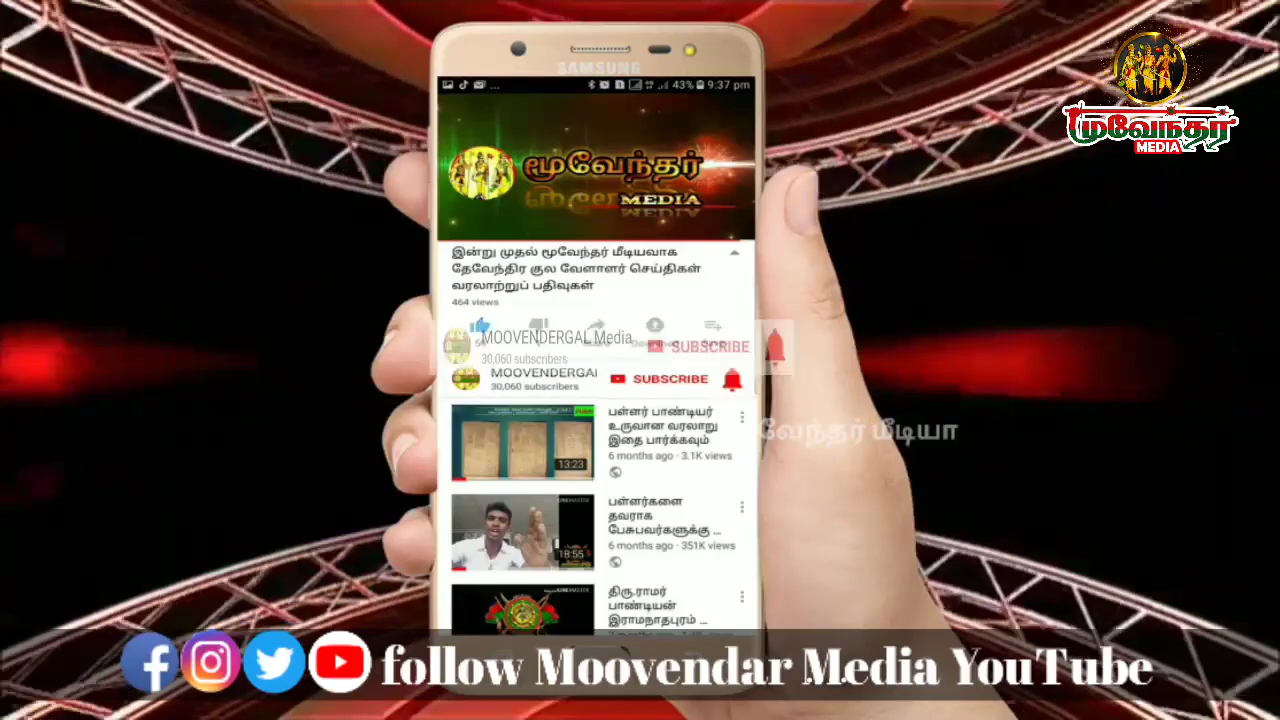 மூவேந்தர்
MEDIA
SAMSUNG
43% 9:37 pm
மூவேந்தர்
MEDIA
இன்று முதல் மூவேந்தர் மீடியவாக
தேவேந்திர குல வேளாளர் செய்திகள்
வரலாற்றுப் பதிவுகள்
464 views
MOOVENDERGAL Media
30,060 subscribers
SUBSCRIBE
MOOVENDERGAL
30,060 subscribers
SUBSCRIBE
பள்ளர் பாண்டியர்
உருவான வரலாறு
இதை பார்க்கவும்
6 months ago · 3.1K views
13:23
வேந்தர் மீடியா
பள்ளர்களை
தவராக
பேசுபவர்களுக்கு ...
6 months ago · 351K views
18:55
திரு.ராமர்
பாண்டியன்
இராமநாதபுரம் ...
follow Moovendar Media YouTube